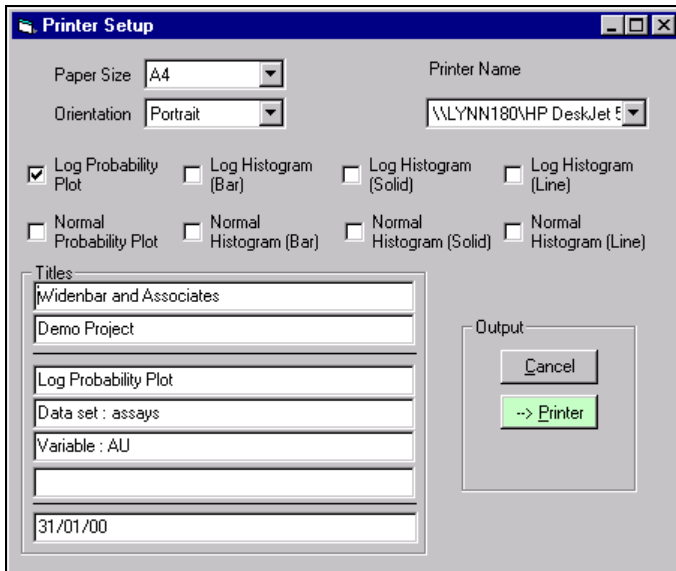 Printer Setup
Paper Size A4
Printer Name
Orientation Portrait
\\LYNN180\HP DeskJet 5
Log Probability
Plot
Log Histogram
(Bar)
Log Histogram
(Solid)
Log Histogram
(Line)
Normal
Probability Plot
Normal
Histogram (Bar)
Normal
Histogram (Solid)
Normal
Histogram (Line)
Titles
Widenbar and Associates
Demo Project
Log Probability Plot
Data set : assays
Variable : AU
31/01/00
Output
Cancel
--> Printer